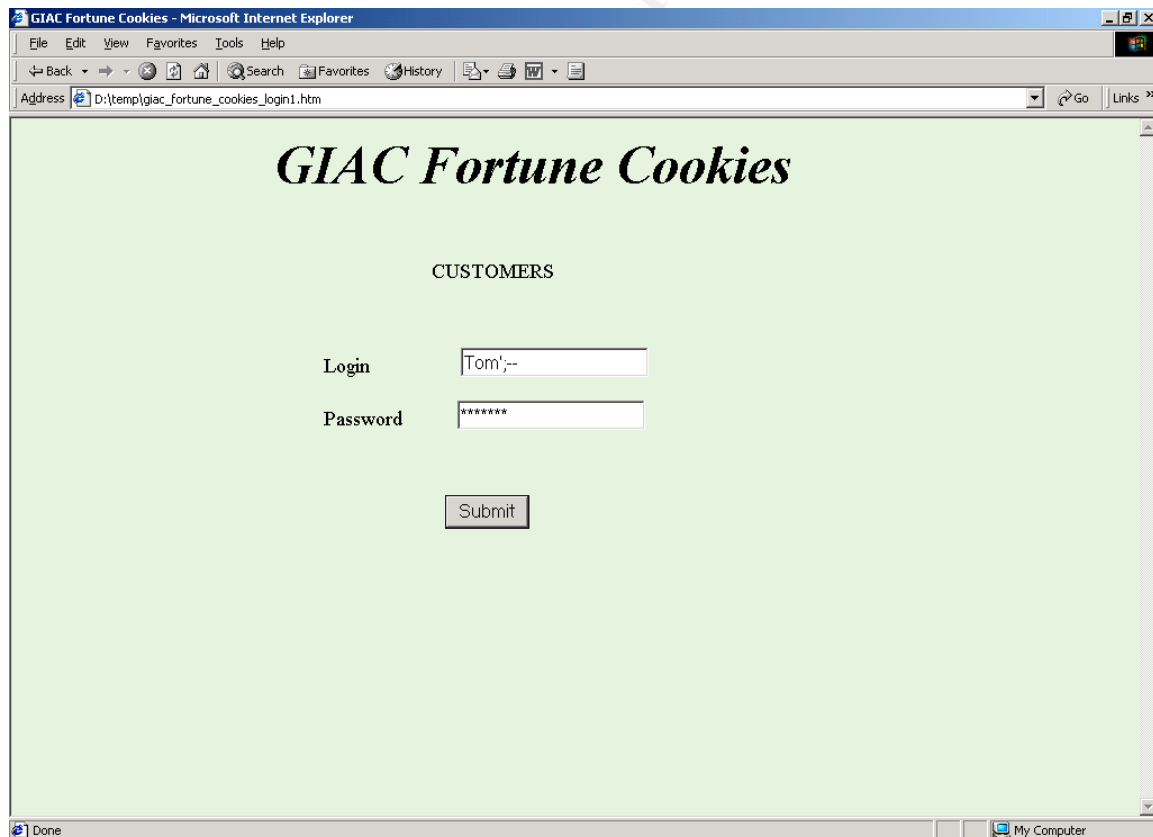 GIAC Fortune Cookies - Microsoft Internet Explorer
File Edit View Favorites Tools Help
Back Search Favorites History
Address D:\temp\giac_fortune_cookies_login1.htm Go Links »
GIAC Fortune Cookies
CUSTOMERS
Login Tom';--
Password *******
Submit
Done My Computer